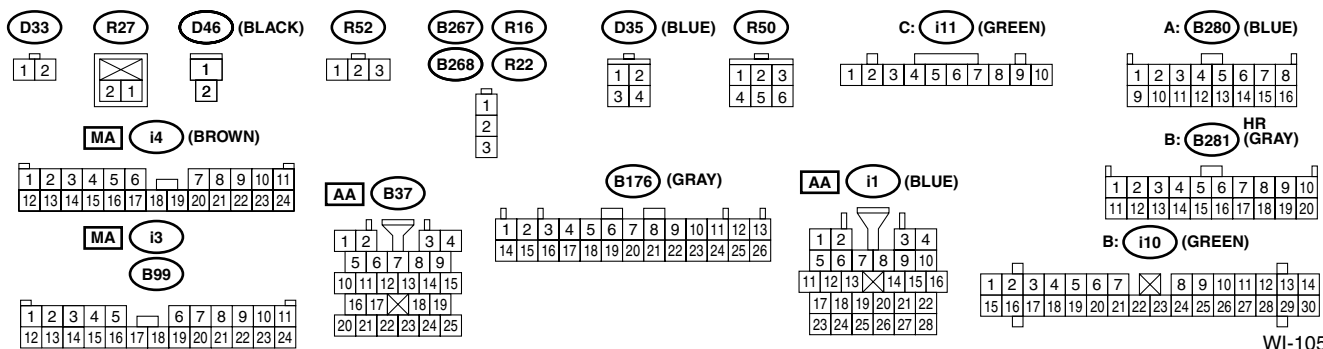 D33 R27 D46 (BLACK) R52 B267 R16 D35 (BLUE) R50 C: i11 (GREEN) A: B280 (BLUE)
B268 R22
1 2
2 1
1
2
1 2 3
1
2
3
1 2
3 4
1 2 3
4 5 6
1 2 3 4 5 6 7 8 9 10
1 2 3 4 5 6 7 8
9 10 11 12 13 14 15 16
MA i4 (BROWN)
1 2 3 4 5 6 7 8 9 10 11
12 13 14 15 16 17 18 19 20 21 22 23 24
MA i3
B99
1 2 3 4 5 6 7 8 9 10 11
12 13 14 15 16 17 18 19 20 21 22 23 24
AA B37
1 2 3 4
5 6 7 8 9
10 11 12 13 14 15
16 17 18 19
20 21 22 23 24 25
B176 (GRAY)
1 2 3 4 5 6 7 8 9 10 11 12 13
14 15 16 17 18 19 20 21 22 23 24 25 26
AA i1 (BLUE)
1 2 3 4
5 6 7 8 9 10
11 12 13 14 15 16
17 18 19 20 21 22
23 24 25 26 27 28
HR
B: B281 (GRAY)
1 2 3 4 5 6 7 8 9 10
11 12 13 14 15 16 17 18 19 20
B: i10 (GREEN)
1 2 3 4 5 6 7 8 9 10 11 12 13 14
15 16 17 18 19 20 21 22 23 24 25 26 27 28 29 30